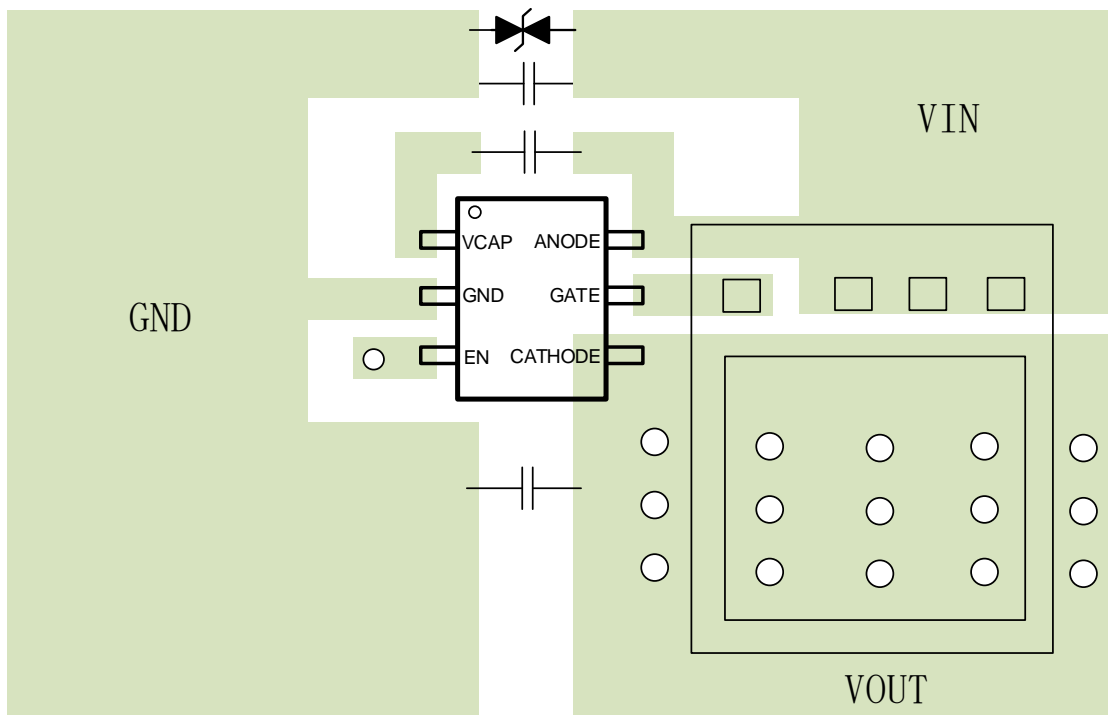 VIN
VCAP
ANODE
GND
GND
GATE
EN
CATHODE
VOUT